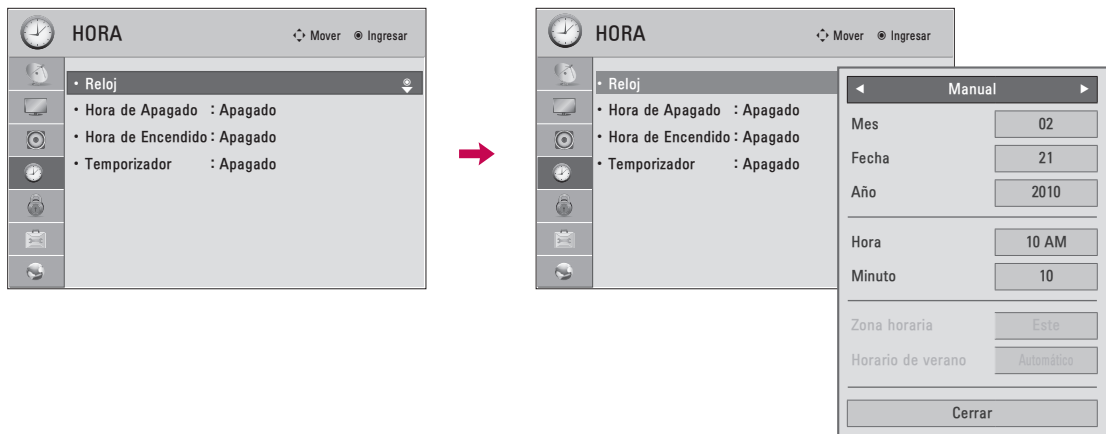 HORA
Mover Ingresar
• Reloj
• Hora de Apagado : Apagado
• Hora de Encendido : Apagado
• Temporizador : Apagado
HORA
Mover Ingresar
• Reloj
• Hora de Apagado : Apagado
• Hora de Encendido : Apagado
• Temporizador : Apagado
◄ Manual ►
Mes 02
Fecha 21
Año 2010
Hora 10 AM
Minuto 10
Zona horaria Este
Horario de verano Automático
Cerrar